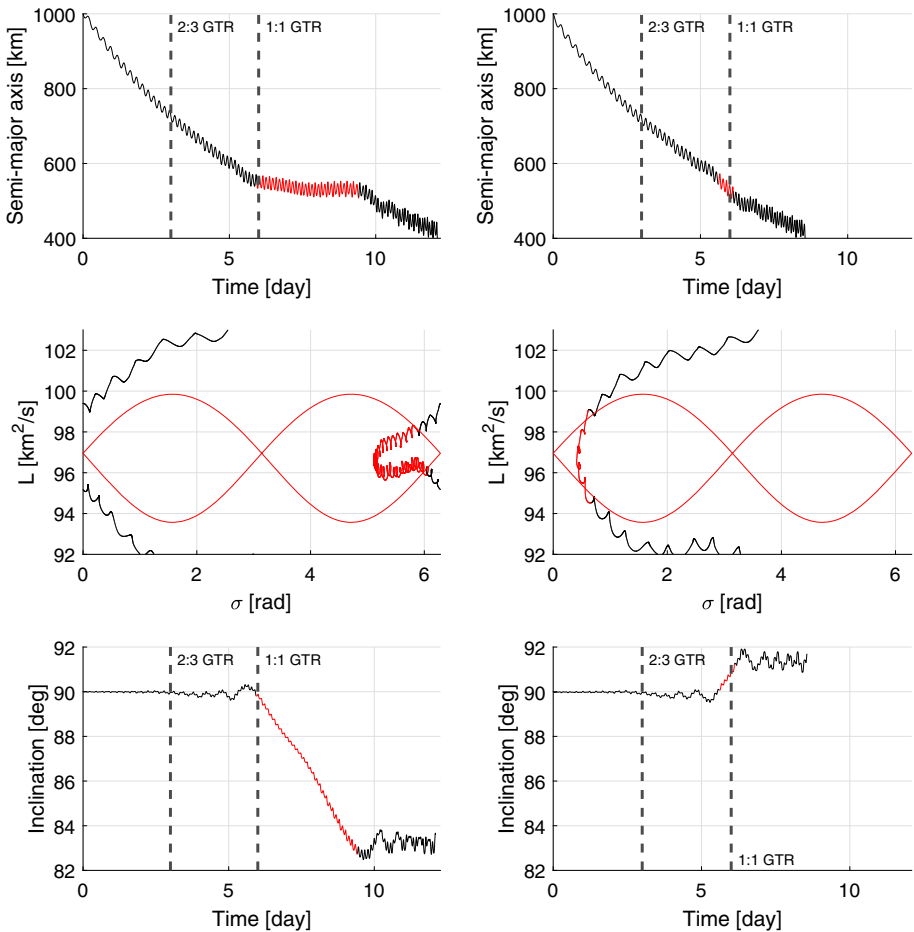 1000
800
600
400
Semi-major axis [km]
2:3 GTR
1:1 GTR
0
5
10
Time [day]
1000
800
600
400
Semi-major axis [km]
2:3 GTR
1:1 GTR
0
5
10
Time [day]
102
100
98
96
94
92
L [km²/s]
0
2
4
6
σ [rad]
102
100
98
96
94
92
L [km²/s]
0
2
4
6
σ [rad]
92
90
88
86
84
82
Inclination [deg]
2:3 GTR
1:1 GTR
0
5
10
Time [day]
92
90
88
86
84
82
Inclination [deg]
2:3 GTR
1:1 GTR
0
5
10
Time [day]